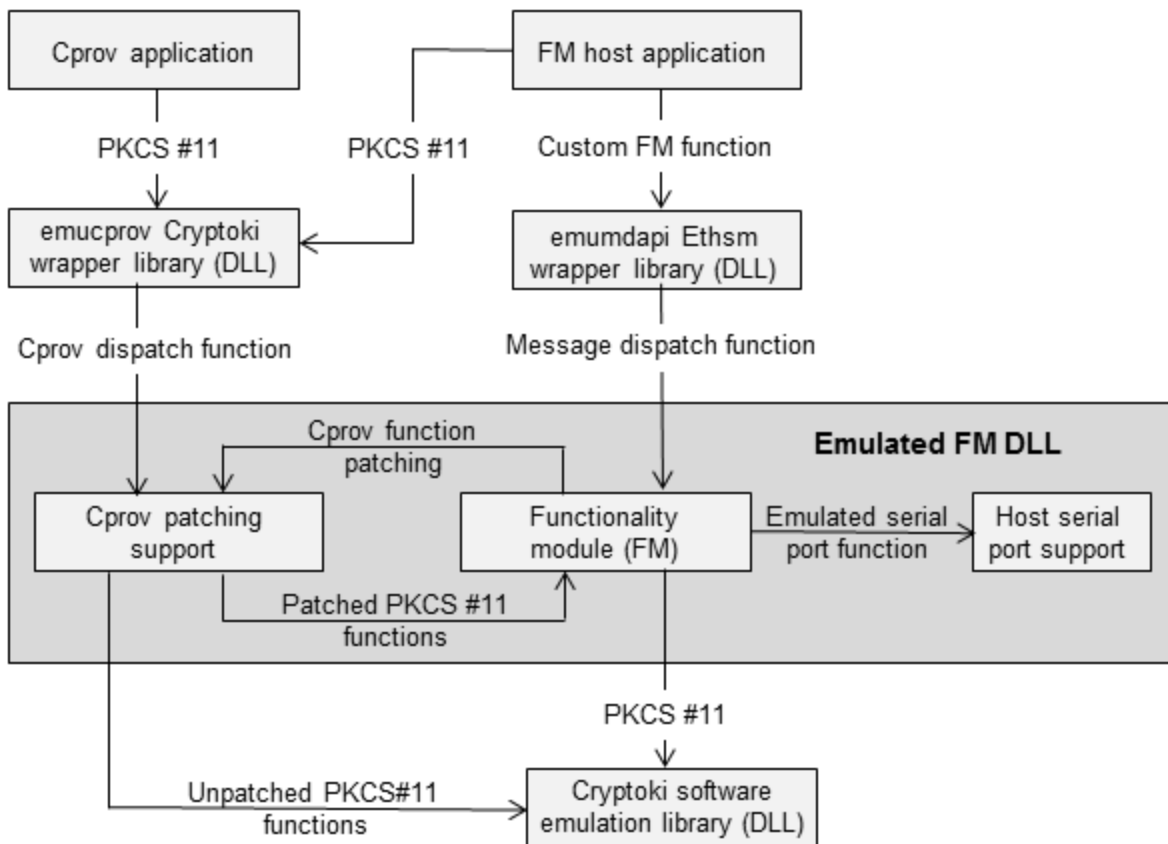 Cprov application
FM host application
PKCS #11
PKCS #11
Custom FM function
emucprov Cryptoki
wrapper library (DLL)
emumdapi Ethsm
wrapper library (DLL)
Cprov dispatch function
Message dispatch function
Cprov function
patching
Emulated FM DLL
Cprov patching
support
Functionality
module (FM)
Emulated serial
port function
Host serial
port support
Patched PKCS #11
functions
PKCS #11
Unpatched PKCS#11
functions
Cryptoki software
emulation library (DLL)